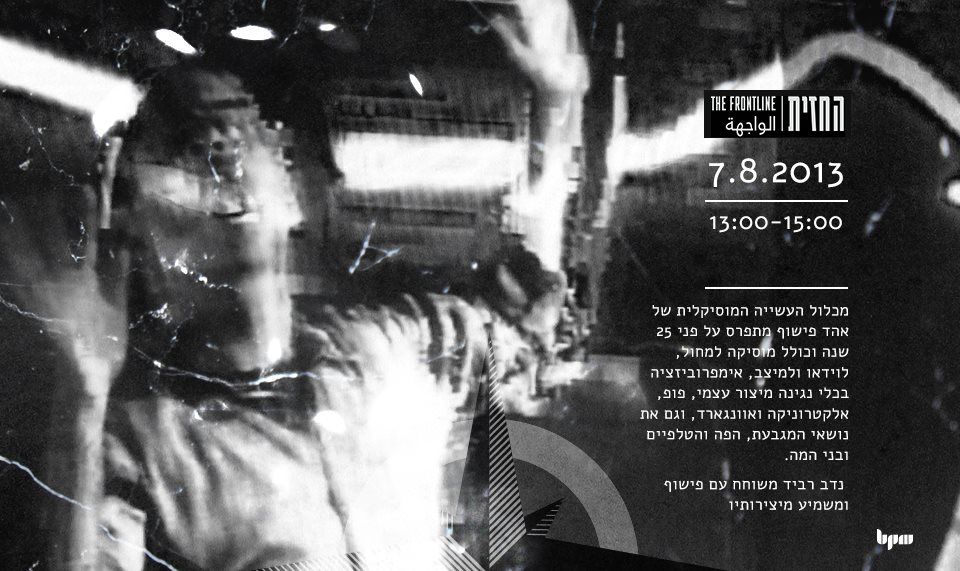 THE FRONTLINE
الواجهة
החזית
7.8.2013
13:00-15:00
מכלול העשייה המוסיקלית של
אהד פישוף מתפרס על פני 25
שנה וכולל מוסיקה למחול,
לוידאו ולמיצב, אימפרוביזציה
בכלי נגינה מיצור עצמי, פופ,
אלקטרוניקה ואוונגארד, וגם את
נושאי המגבעת, הפה והטלפיים
ובני המה.
נדב רביד משוחח עם פישוף
ומשמיע מיצירותיו